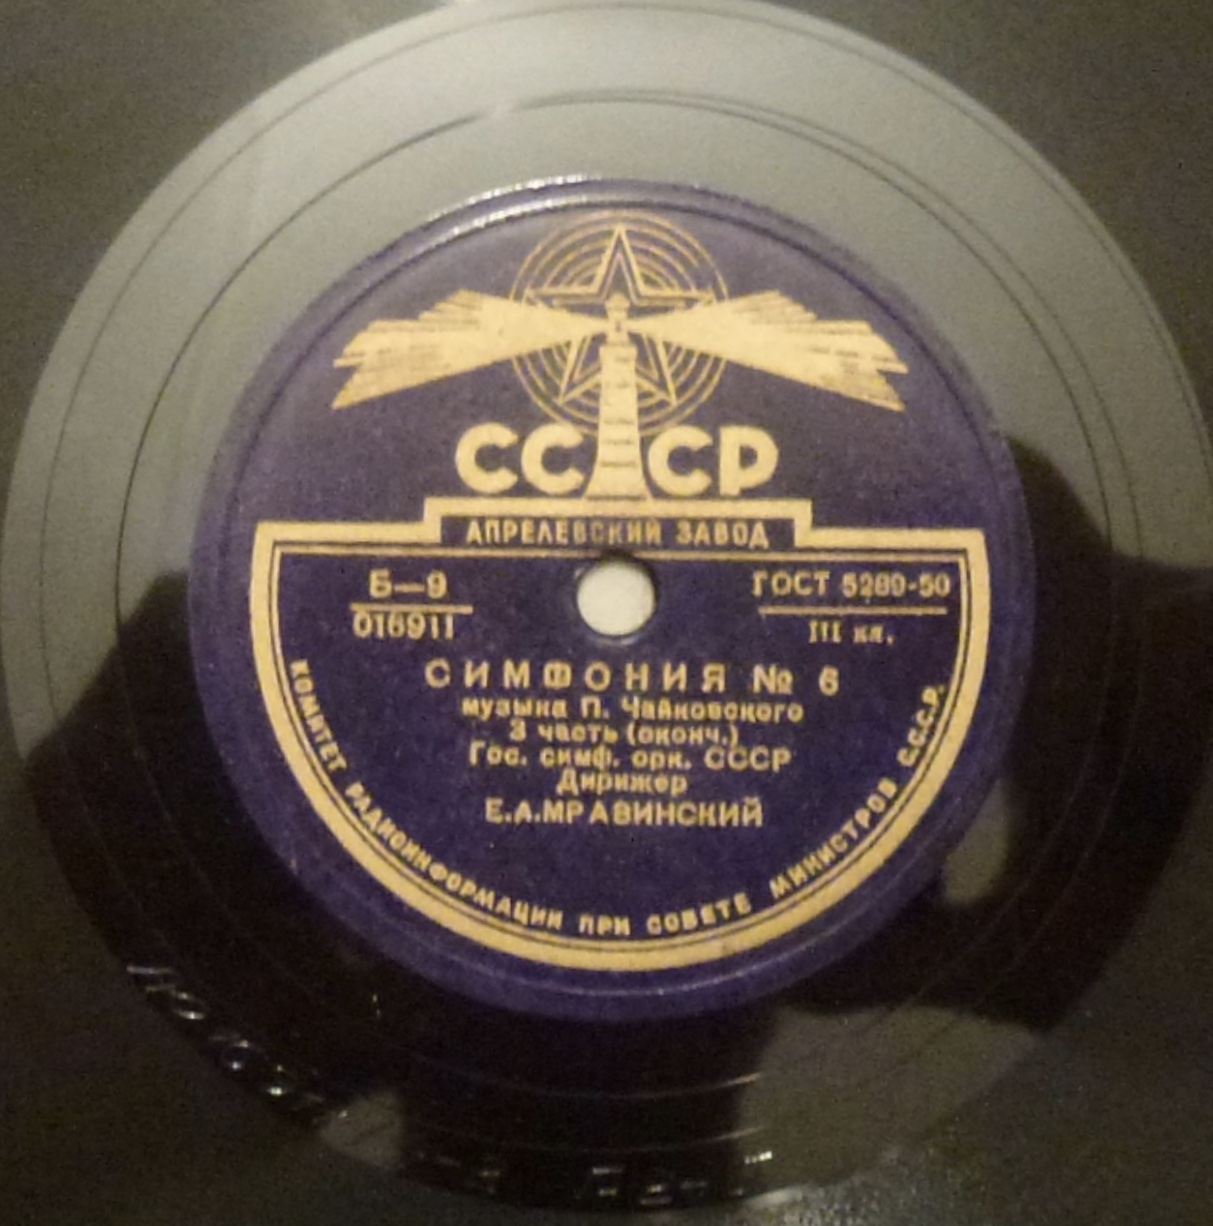 СССР
АПРЕЛЕВСКИЙ ЗАВОД
Б—9
016911
ГОСТ 5289-50
III кл.
СИМФОНИЯ № 6
музыка П. Чайковского
3 часть (оконч.)
Гос. симф. орк. СССР
Дирижер
Е.А.МРАВИНСКИЙ
КОМИТЕТ РАДИОИНФОРМАЦИИ ПРИ СОВЕТЕ МИНИСТРОВ С.С.С.Р.